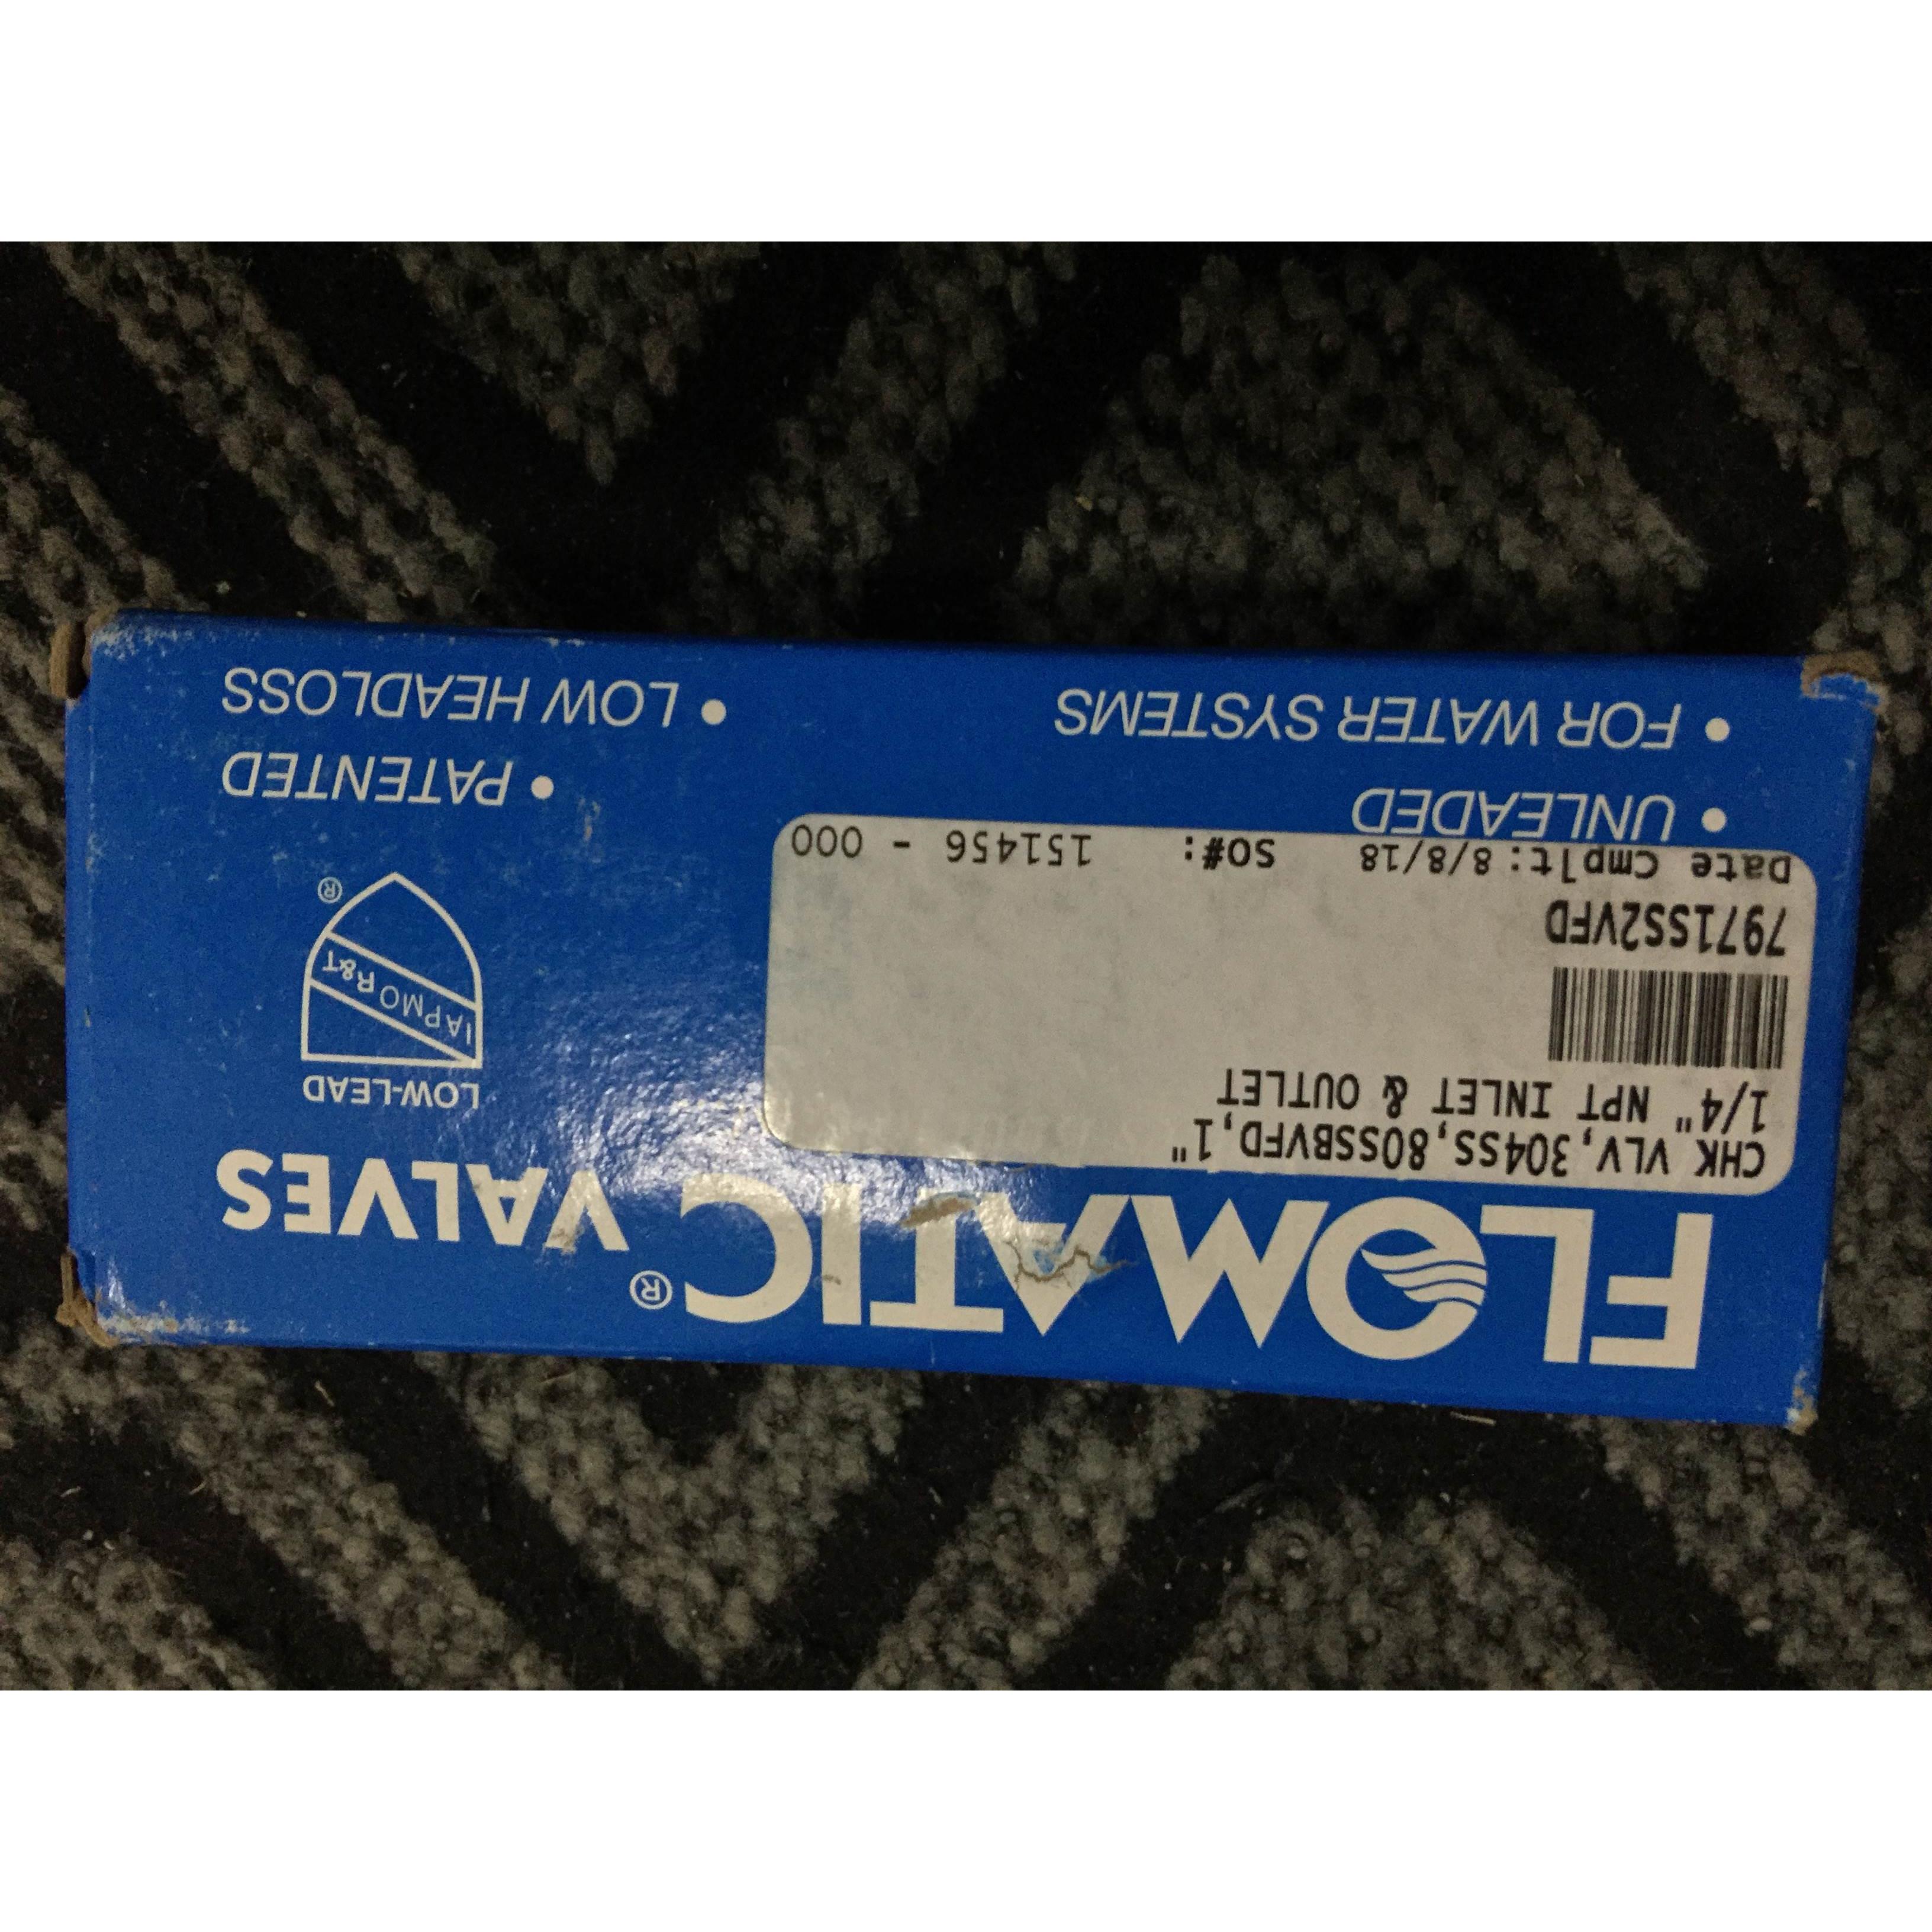 FLOMATIC® VALVES
CHK VLV,304SS,80SSBVFD,1"
1/4" NPT INLET & OUTLET
7971SS2VFD
Date Cmplt: 8/8/18 SO#: 151456 - 000
LOW-LEAD
IAPMO R&T
®
• UNLEADED
• PATENTED
• FOR WATER SYSTEMS
• LOW HEADLOSS